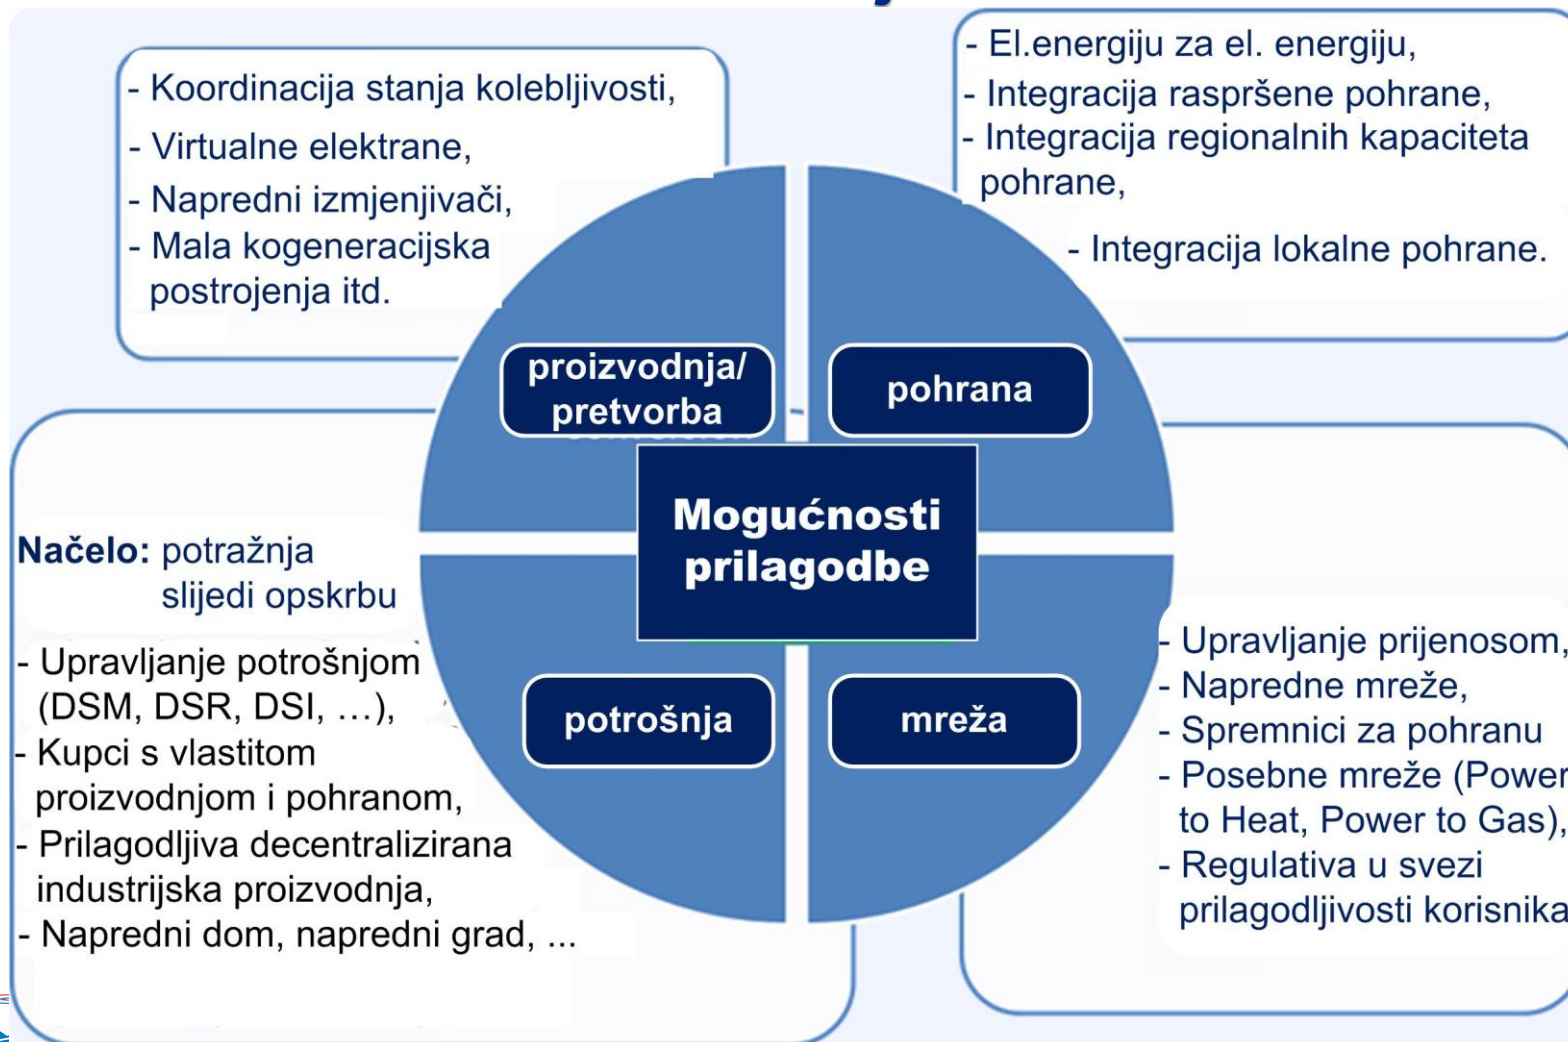 - Koordinacija stanja kolebljivosti,
- Virtualne elektrane,
- Napredni izmjenjivači,
- Mala kogeneracijska
postrojenja itd.
- El.energiju za el. energiju,
- Integracija raspršene pohrane,
- Integracija regionalnih kapaciteta
pohrane,
- Integracija lokalne pohrane.
proizvodnja/
pretvorba
pohrana
Mogućnosti
prilagodbe
potrošnja
mreža
Načelo: potražnja
slijedi opskrbu
- Upravljanje potrošnjom
(DSM, DSR, DSI, ...),
- Kupci s vlastitom
proizvodnjom i pohranom,
- Prilagodljiva decentralizirana
industrijska proizvodnja,
- Napredni dom, napredni grad, ...
- Upravljanje prijenosom,
- Napredne mreže,
- Spremnici za pohranu
- Posebne mreže (Power
to Heat, Power to Gas),
- Regulativa u svezi
prilagodljivosti korisnika